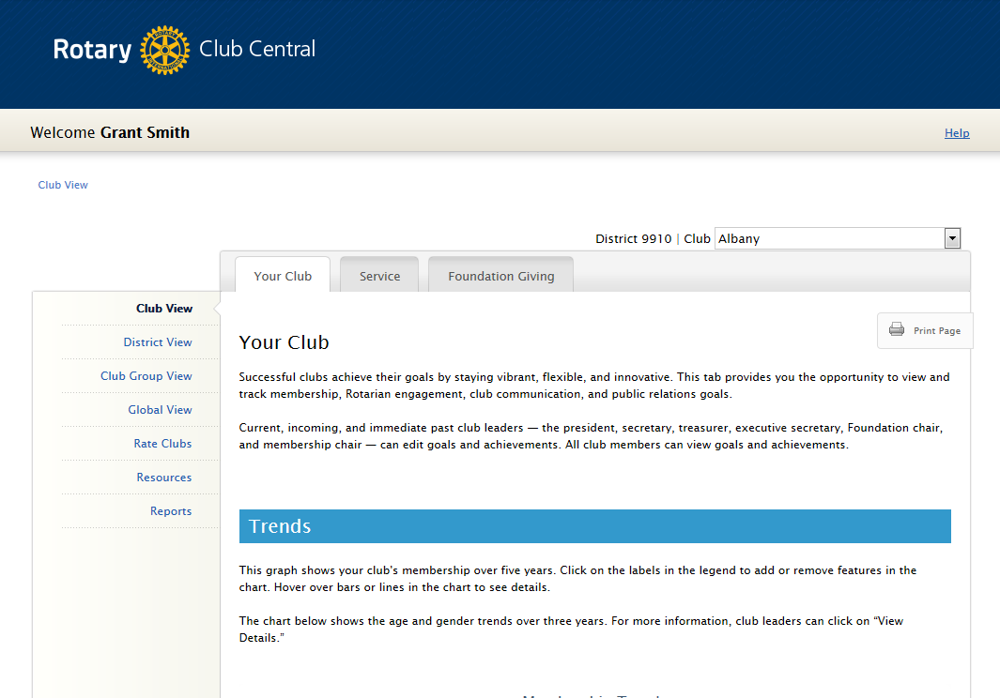 Rotary Club Central
Welcome Grant Smith
Help
Club View
District 9910 | Club Albany
Your Club
Service
Foundation Giving
Club View
District View
Club Group View
Global View
Rate Clubs
Resources
Reports
Print Page
Your Club
Successful clubs achieve their goals by staying vibrant, flexible, and innovative. This tab provides you the opportunity to view and
track membership, Rotarian engagement, club communication, and public relations goals.
Current, incoming, and immediate past club leaders — the president, secretary, treasurer, executive secretary, Foundation chair,
and membership chair — can edit goals and achievements. All club members can view goals and achievements.
Trends
This graph shows your club's membership over five years. Click on the labels in the legend to add or remove features in the
chart. Hover over bars or lines in the chart to see details.
The chart below shows the age and gender trends over three years. For more information, club leaders can click on “View
Details.”